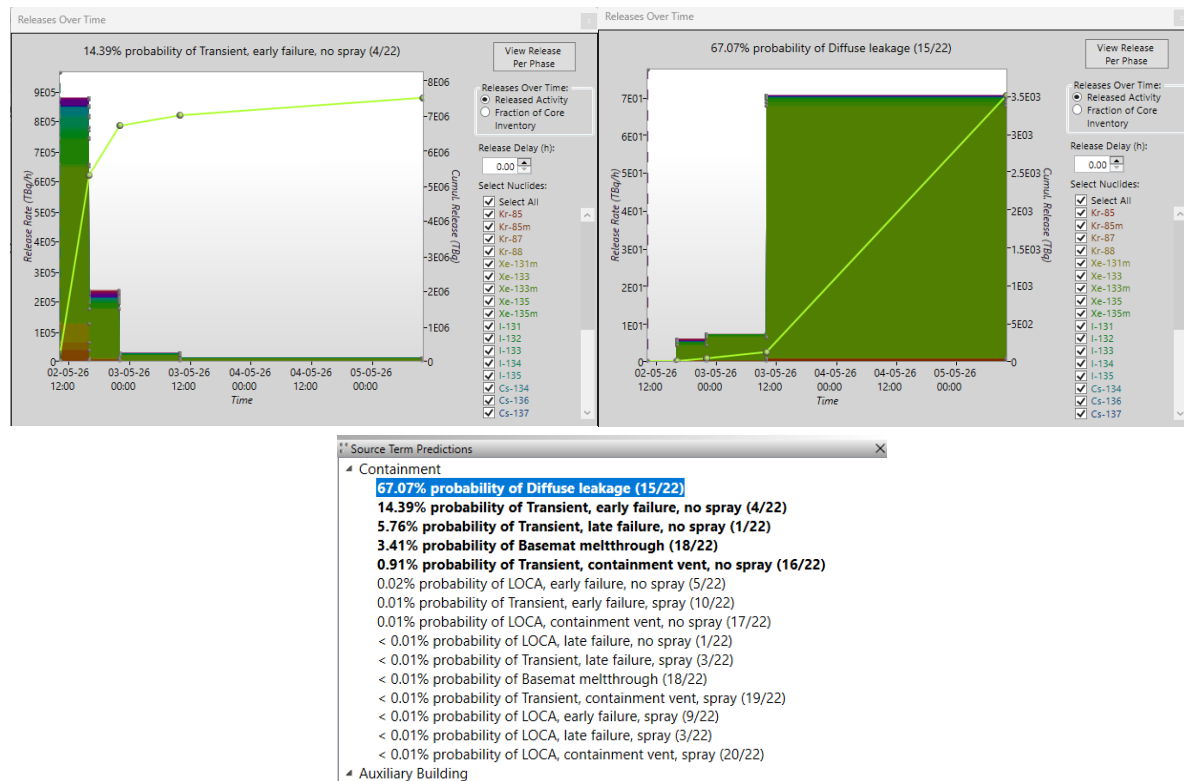 Releases Over Time
14.39% probability of Transient, early failure, no spray (4/22)
View Release
Per Phase
Releases Over Time:
Released Activity
Fraction of Core
Inventory
Release Delay (h):
0.00
Select Nuclides:
Select All
Kr-85
Kr-85m
Kr-87
Kr-88
Xe-131m
Xe-133
Xe-133m
Xe-135
Xe-135m
I-131
I-132
I-133
I-134
I-135
Cs-134
Cs-136
Cs-137
Release Rate (TBq/h)
9E05
8E05
7E05
6E05
5E05
4E05
3E05
2E05
1E05
0
8E06
7E06
6E06
5E06
4E06
3E06
2E06
1E06
0
Cumul. Release (TBq)
02-05-26 03-05-26 03-05-26 04-05-26 04-05-26 05-05-26
12:00 00:00 12:00 00:00 12:00 00:00
Time
Releases Over Time
67.07% probability of Diffuse leakage (15/22)
View Release
Per Phase
Releases Over Time:
Released Activity
Fraction of Core
Inventory
Release Delay (h):
0.00
Select Nuclides:
Select All
Kr-85
Kr-85m
Kr-87
Kr-88
Xe-131m
Xe-133
Xe-133m
Xe-135
Xe-135m
I-131
I-132
I-133
I-134
I-135
Cs-134
Cs-136
Cs-137
Release Rate (TBq/h)
7E01
6E01
5E01
4E01
3E01
2E01
1E01
0
3.5E03
3E03
2.5E03
2E03
1.5E03
1E03
5E02
0
Cumul. Release (TBq)
02-05-26 03-05-26 03-05-26 04-05-26 04-05-26 05-05-26
12:00 00:00 12:00 00:00 12:00 00:00
Time
Source Term Predictions
Containment
67.07% probability of Diffuse leakage (15/22)
14.39% probability of Transient, early failure, no spray (4/22)
5.76% probability of Transient, late failure, no spray (1/22)
3.41% probability of Basemat meltthrough (18/22)
0.91% probability of Transient, containment vent, no spray (16/22)
0.02% probability of LOCA, early failure, no spray (5/22)
0.01% probability of Transient, early failure, spray (10/22)
0.01% probability of LOCA, containment vent, no spray (17/22)
< 0.01% probability of LOCA, late failure, no spray (1/22)
< 0.01% probability of Transient, late failure, spray (3/22)
< 0.01% probability of Basemat meltthrough (18/22)
< 0.01% probability of Transient, containment vent, spray (19/22)
< 0.01% probability of LOCA, early failure, spray (9/22)
< 0.01% probability of LOCA, late failure, spray (3/22)
< 0.01% probability of LOCA, containment vent, spray (20/22)
Auxiliary Building